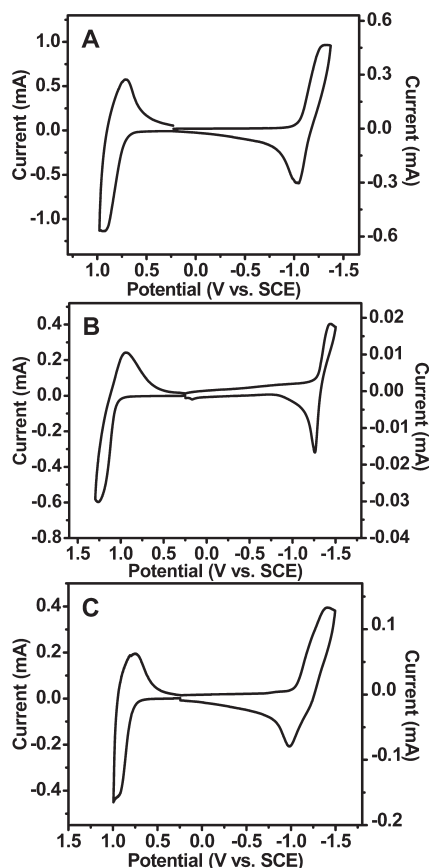 A
1.0
0.5
0.0
-0.5
-1.0
Current (mA)
0.6
0.3
0.0
-0.3
-0.6
Current (mA)
1.0 0.5 0.0 -0.5 -1.0 -1.5
Potential (V vs. SCE)
B
0.4
0.2
0.0
-0.2
-0.4
-0.6
-0.8
Current (mA)
0.02
0.01
0.00
-0.01
-0.02
-0.03
-0.04
Current (mA)
1.5 1.0 0.5 0.0 -0.5 -1.0 -1.5
Potential (V vs. SCE)
C
0.4
0.2
0.0
-0.2
-0.4
Current (mA)
0.1
0.0
-0.1
-0.2
Current (mA)
1.5 1.0 0.5 0.0 -0.5 -1.0 -1.5
Potential (V vs. SCE)